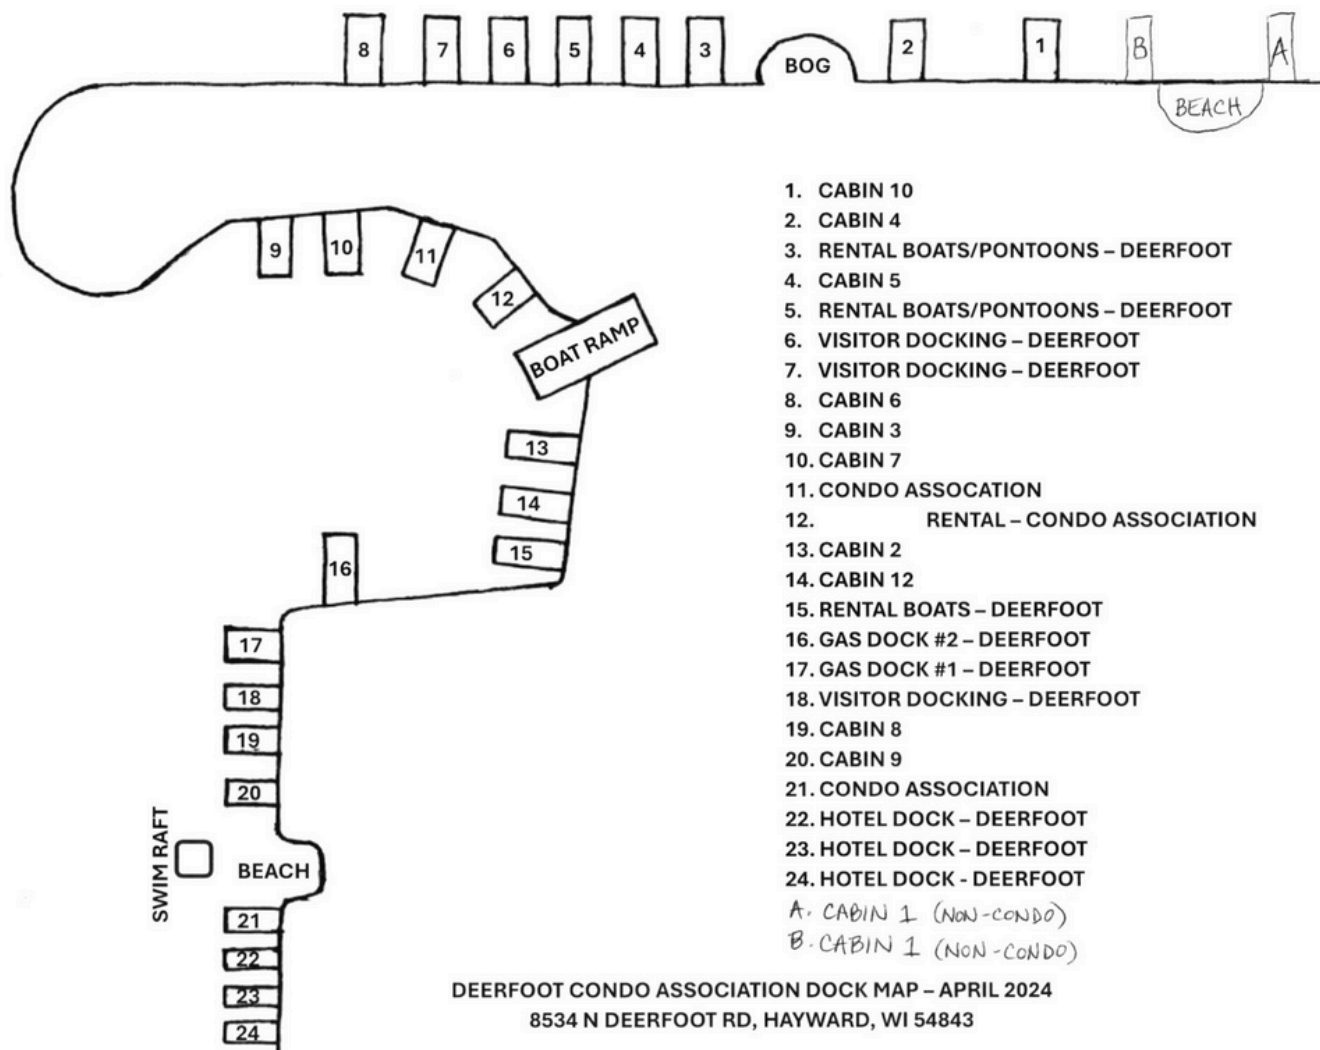 8 7 6 5 4 3 BOG 2 1 B A
BEACH
9 10 11 12
BOAT RAMP
13
14
15
16
17
18
19
20
SWIM RAFT
BEACH
21
22
23
24
1. CABIN 10
2. CABIN 4
3. RENTAL BOATS/PONTOONS – DEERFOOT
4. CABIN 5
5. RENTAL BOATS/PONTOONS – DEERFOOT
6. VISITOR DOCKING – DEERFOOT
7. VISITOR DOCKING – DEERFOOT
8. CABIN 6
9. CABIN 3
10. CABIN 7
11. CONDO ASSOCATION
12. RENTAL – CONDO ASSOCIATION
13. CABIN 2
14. CABIN 12
15. RENTAL BOATS – DEERFOOT
16. GAS DOCK #2 – DEERFOOT
17. GAS DOCK #1 – DEERFOOT
18. VISITOR DOCKING – DEERFOOT
19. CABIN 8
20. CABIN 9
21. CONDO ASSOCIATION
22. HOTEL DOCK – DEERFOOT
23. HOTEL DOCK – DEERFOOT
24. HOTEL DOCK - DEERFOOT
A. CABIN 1 (NON-CONDO)
B. CABIN 1 (NON-CONDO)
DEERFOOT CONDO ASSOCIATION DOCK MAP – APRIL 2024
8534 N DEERFOOT RD, HAYWARD, WI 54843